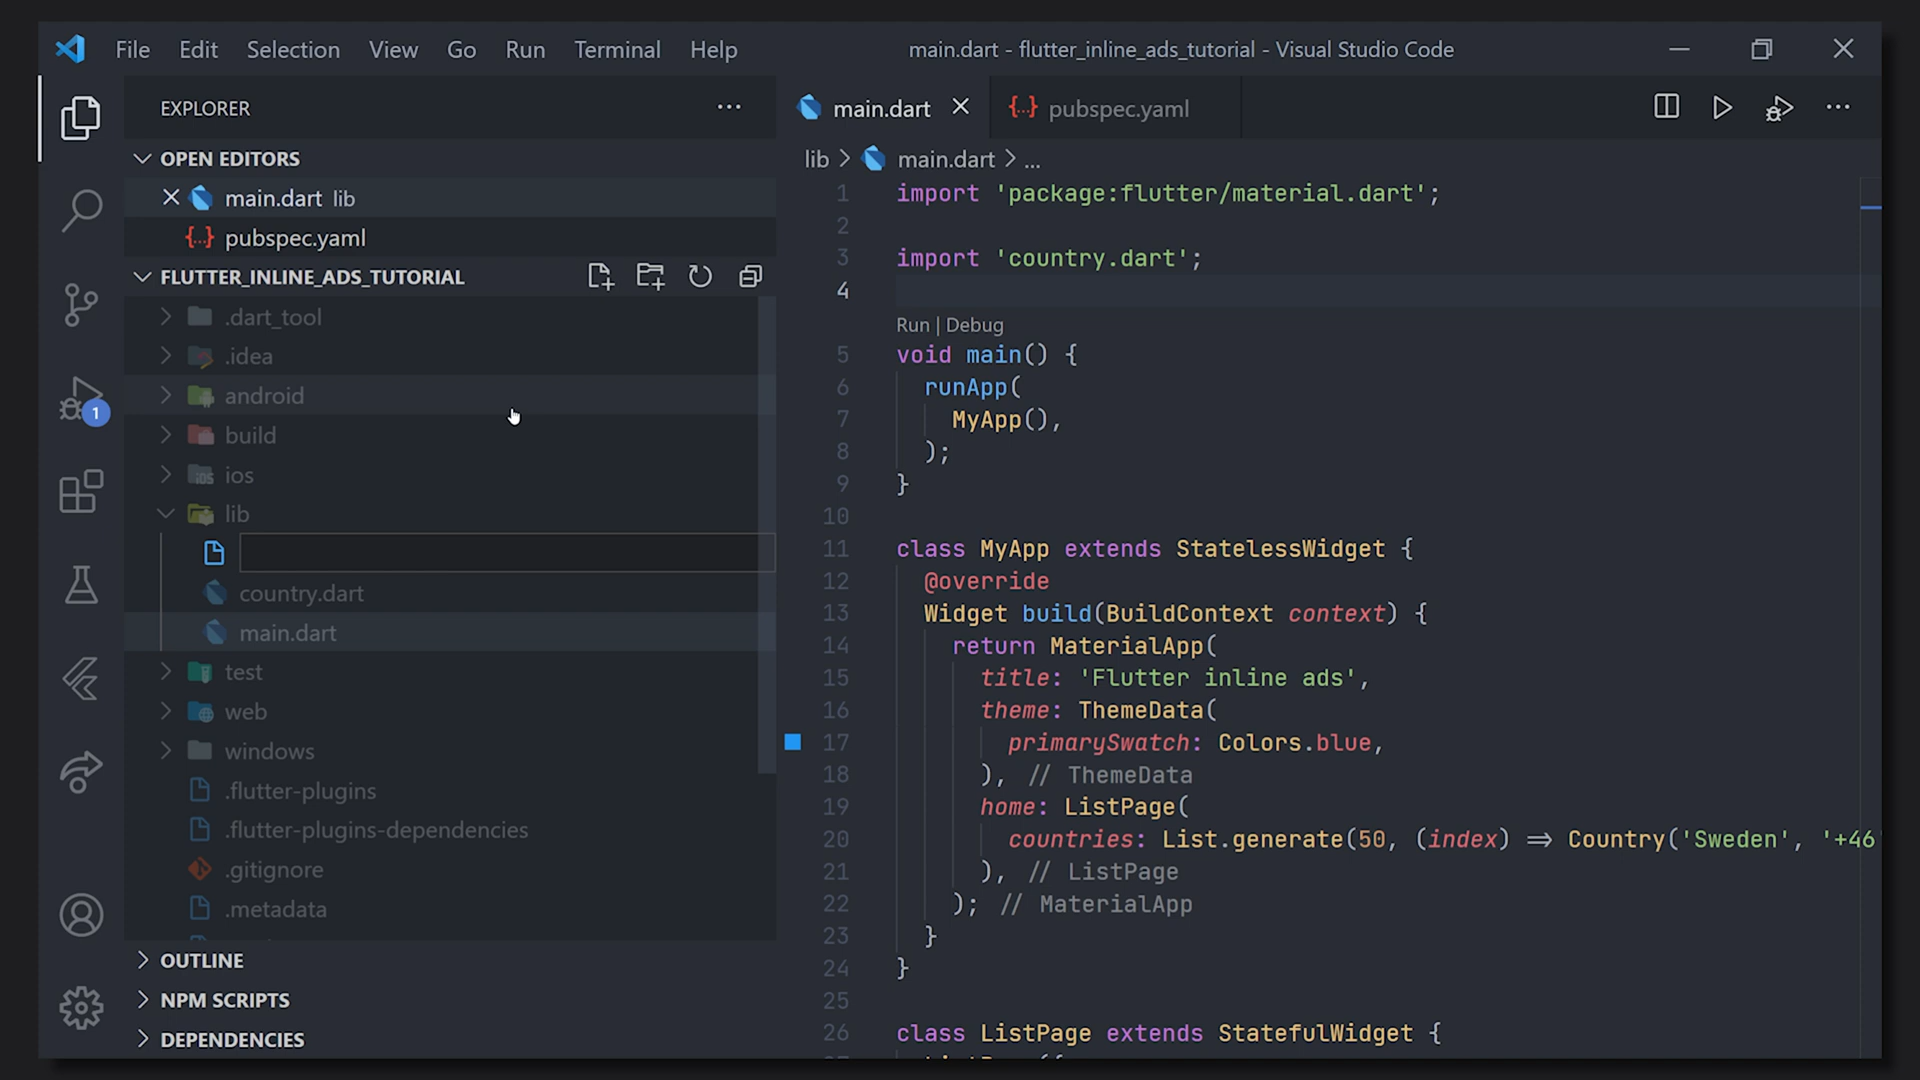 File Edit Selection View Go Run Terminal Help
main.dart - flutter_inline_ads_tutorial - Visual Studio Code
EXPLORER
OPEN EDITORS
main.dart lib
pubspec.yaml
FLUTTER_INLINE_ADS_TUTORIAL
.dart_tool
.idea
android
build
ios
lib
country.dart
main.dart
test
web
windows
.flutter-plugins
.flutter-plugins-dependencies
.gitignore
.metadata
OUTLINE
NPM SCRIPTS
DEPENDENCIES
1
main.dart
pubspec.yaml
lib > main.dart > ...
1 import 'package:flutter/material.dart';
2
3 import 'country.dart';
4
Run | Debug
5 void main() {
6 runApp(
7 MyApp(),
8 );
9 }
10
11 class MyApp extends StatelessWidget {
12 @override
13 Widget build(BuildContext context) {
14 return MaterialApp(
15 title: 'Flutter inline ads',
16 theme: ThemeData(
17 primarySwatch: Colors.blue,
18 ), // ThemeData
19 home: ListPage(
20 countries: List.generate(50, (index) => Country('Sweden', '+46'
21 ), // ListPage
22 ); // MaterialApp
23 }
24 }
25
26 class ListPage extends StatefulWidget {